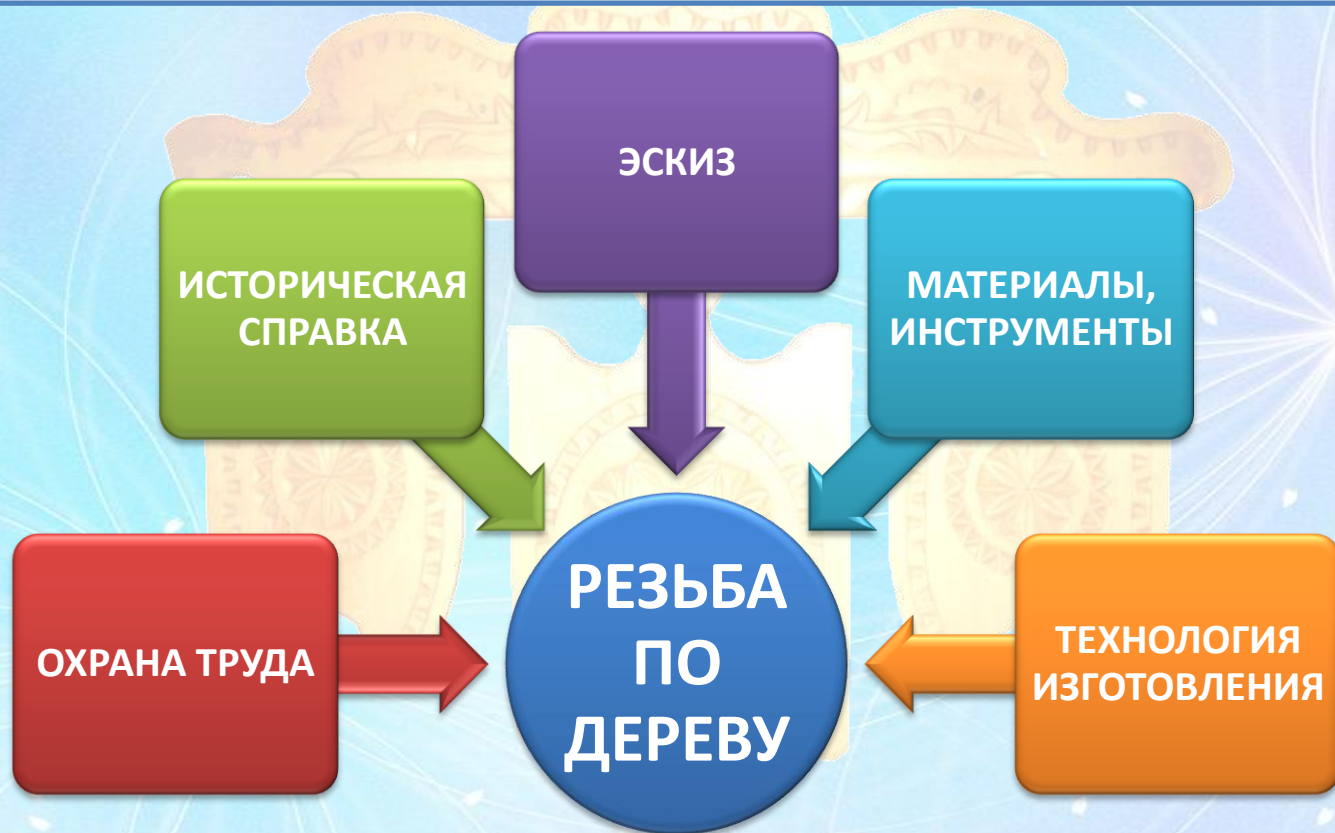 ЭСКИЗ
ИСТОРИЧЕСКАЯ
СПРАВКА
МАТЕРИАЛЫ,
ИНСТРУМЕНТЫ
ОХРАНА ТРУДА
РЕЗЬБА
ПО
ДЕРЕВУ
ТЕХНОЛОГИЯ
ИЗГОТОВЛЕНИЯ